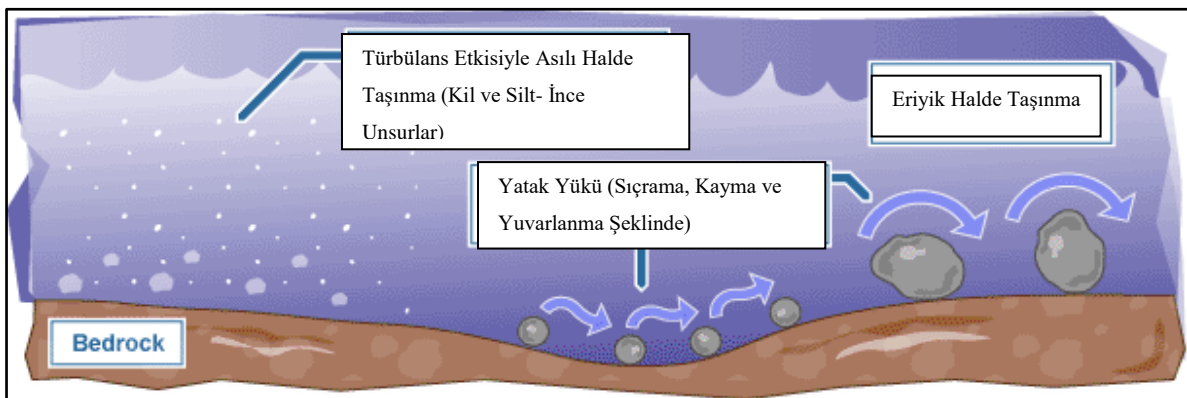 Türbülans Etkisiyle Asılı Halde
Taşınma (Kil ve Silt- İnce
Unsurlar)
Eriyik Halde Taşınma
Yatak Yükü (Sıçrama, Kayma ve
Yuvarlanma Şeklinde)
Bedrock